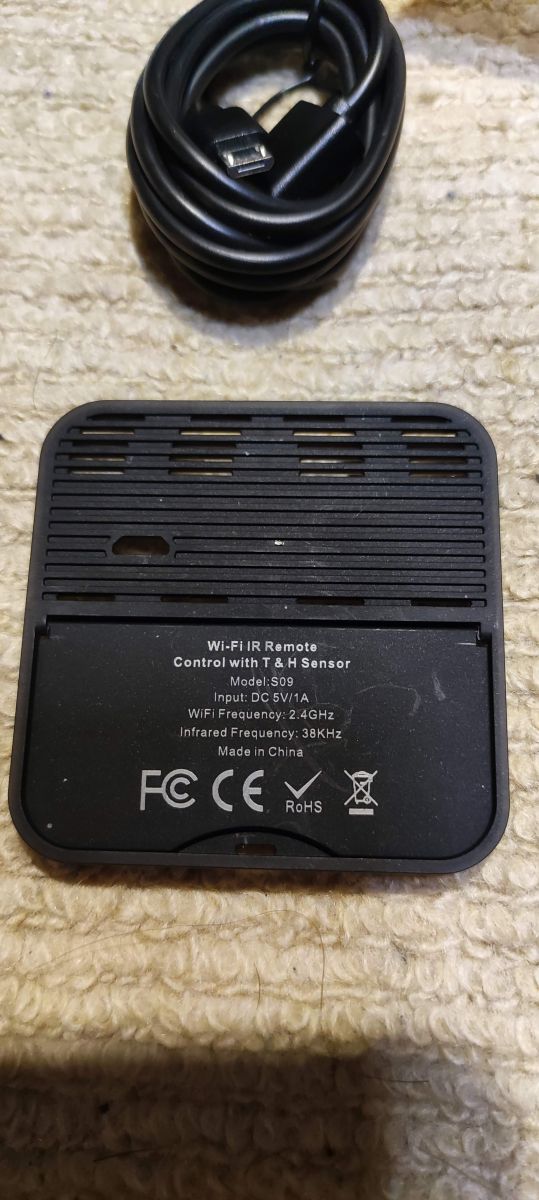 Wi-Fi IR Remote
Control with T & H Sensor
Model:S09
Input: DC 5V/1A
WiFi Frequency: 2.4GHz
Infrared Frequency: 38KHz
Made in China
FC CE RoHS